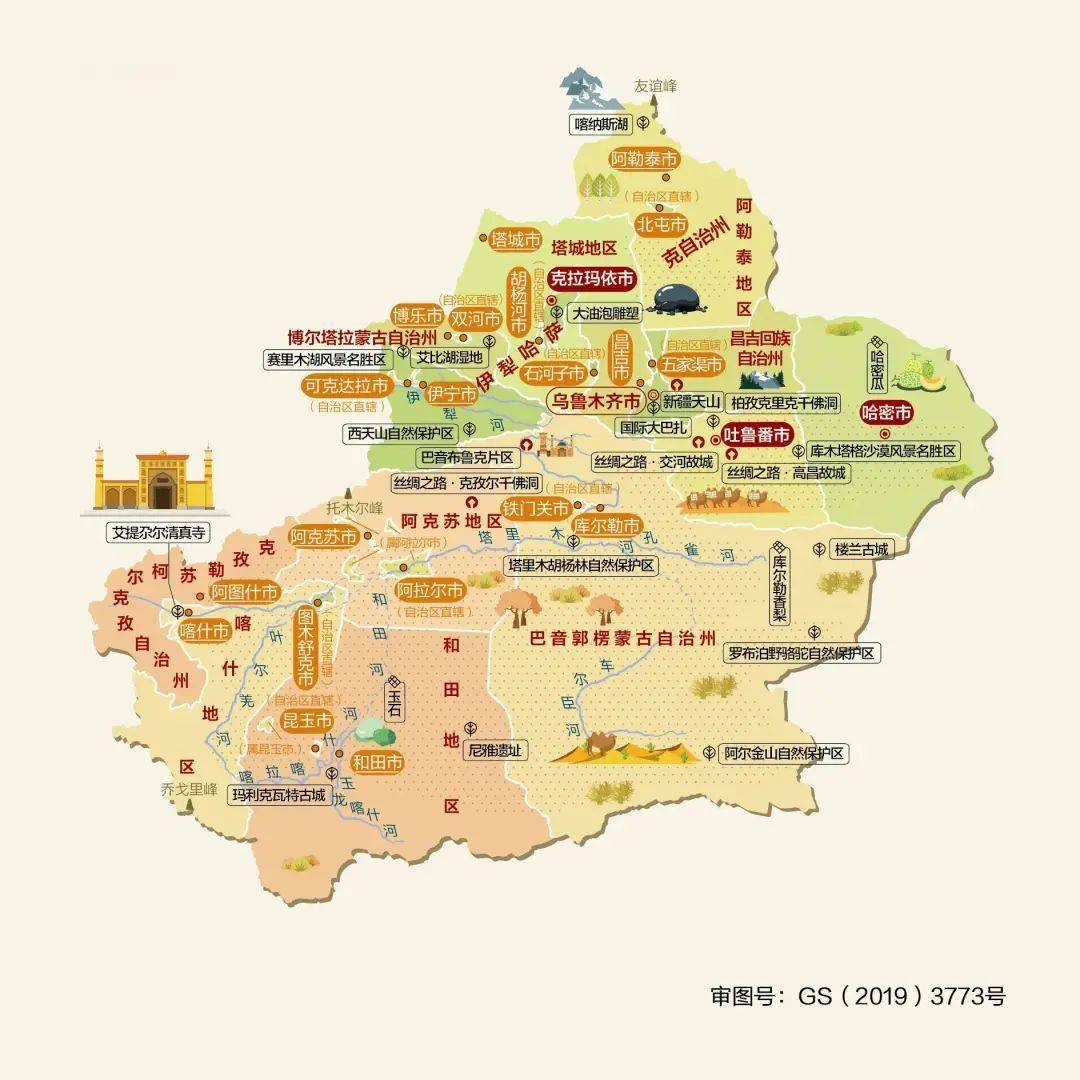 友谊峰
喀纳斯湖
阿勒泰市
(自治区直辖)
北屯市
阿勒泰地区
克自治州
塔城市
塔城地区
克拉玛依市
胡杨河市
(自治区直辖)
大油泡雕塑
(自治区直辖)
博乐市
双河市
博尔塔拉蒙古自治州
赛里木湖风景名胜区
艾比湖湿地
伊犁哈萨
昌吉市
(自治区直辖)
五家渠市
昌吉回族
自治州
哈密瓜
(自治区直辖)
石河子市
可克达拉市
(自治区直辖)
伊宁市
伊犁河
乌鲁木齐市
新疆天山
柏孜克里克千佛洞
哈密市
西天山自然保护区
国际大巴扎
吐鲁番市
库木塔格沙漠风景名胜区
巴音布鲁克片区
丝绸之路·交河故城
丝绸之路·高昌故城
丝绸之路·克孜尔千佛洞
(自治区直辖)
铁门关市
库尔勒市
托木尔峰
阿克苏地区
阿克苏市
(属阿拉尔市)
塔里木河
孔雀河
艾提尕尔清真寺
塔里木胡杨林自然保护区
库尔勒香梨
楼兰古城
克孜勒苏柯尔克孜自治州
阿图什市
阿拉尔市
(自治区直辖)
喀什市
图木舒克市
(自治区直辖)
和田河
叶尔羌河
喀什地区
巴音郭楞蒙古自治州
罗布泊野骆驼自然保护区
车尔臣河
和田地区
玉石
(自治区直辖)
昆玉市
(属昆玉市)
和田市
尼雅遗址
阿尔金山自然保护区
喀拉喀什河
玉龙喀什河
乔戈里峰
玛利克瓦特古城
审图号：GS（2019）3773号